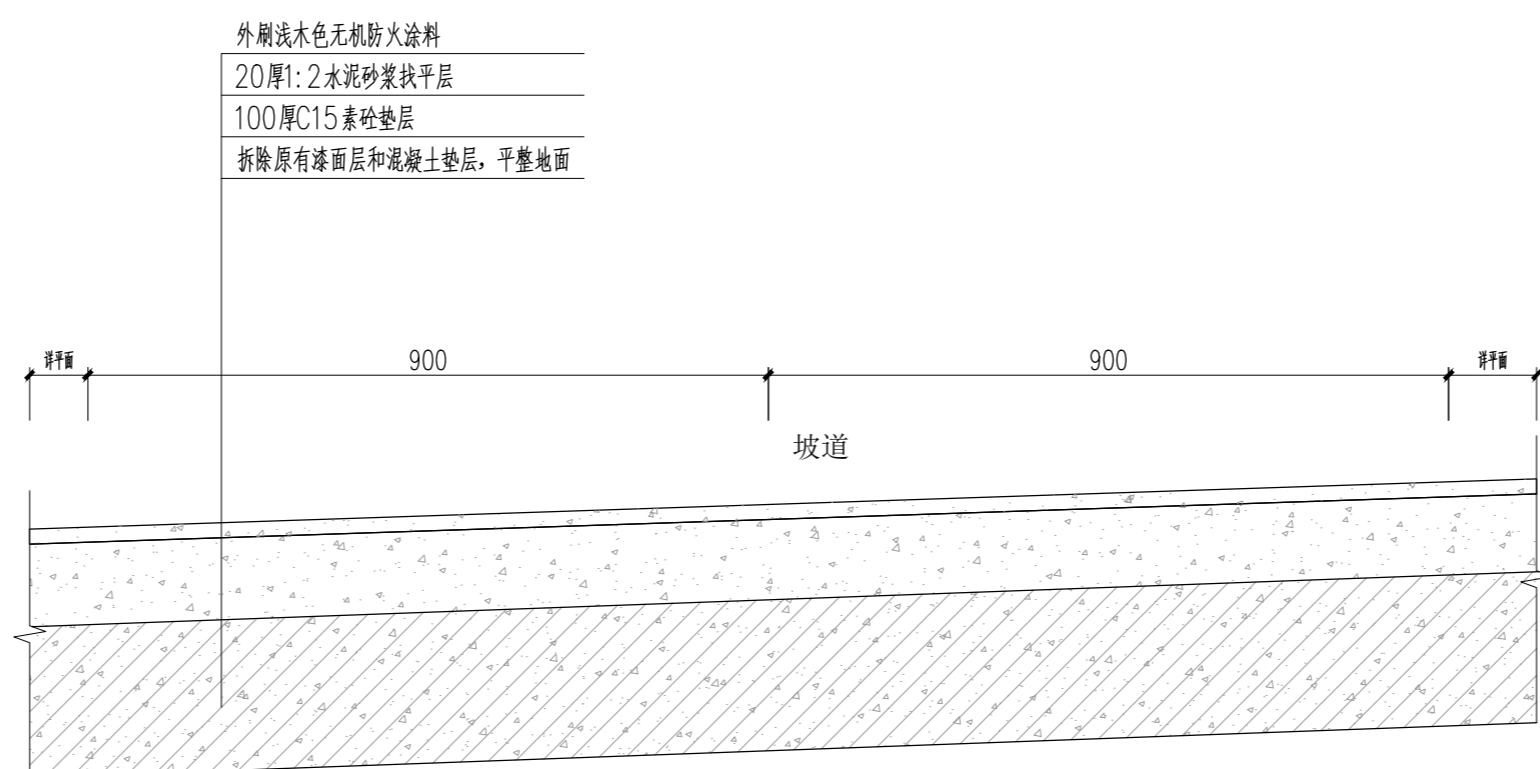 外刷浅木色无机防火涂料
20厚1:2水泥砂浆找平层
100厚C15素砼垫层
拆除原有漆面层和混凝土垫层，平整地面
详平面
900
900
详平面
坡道